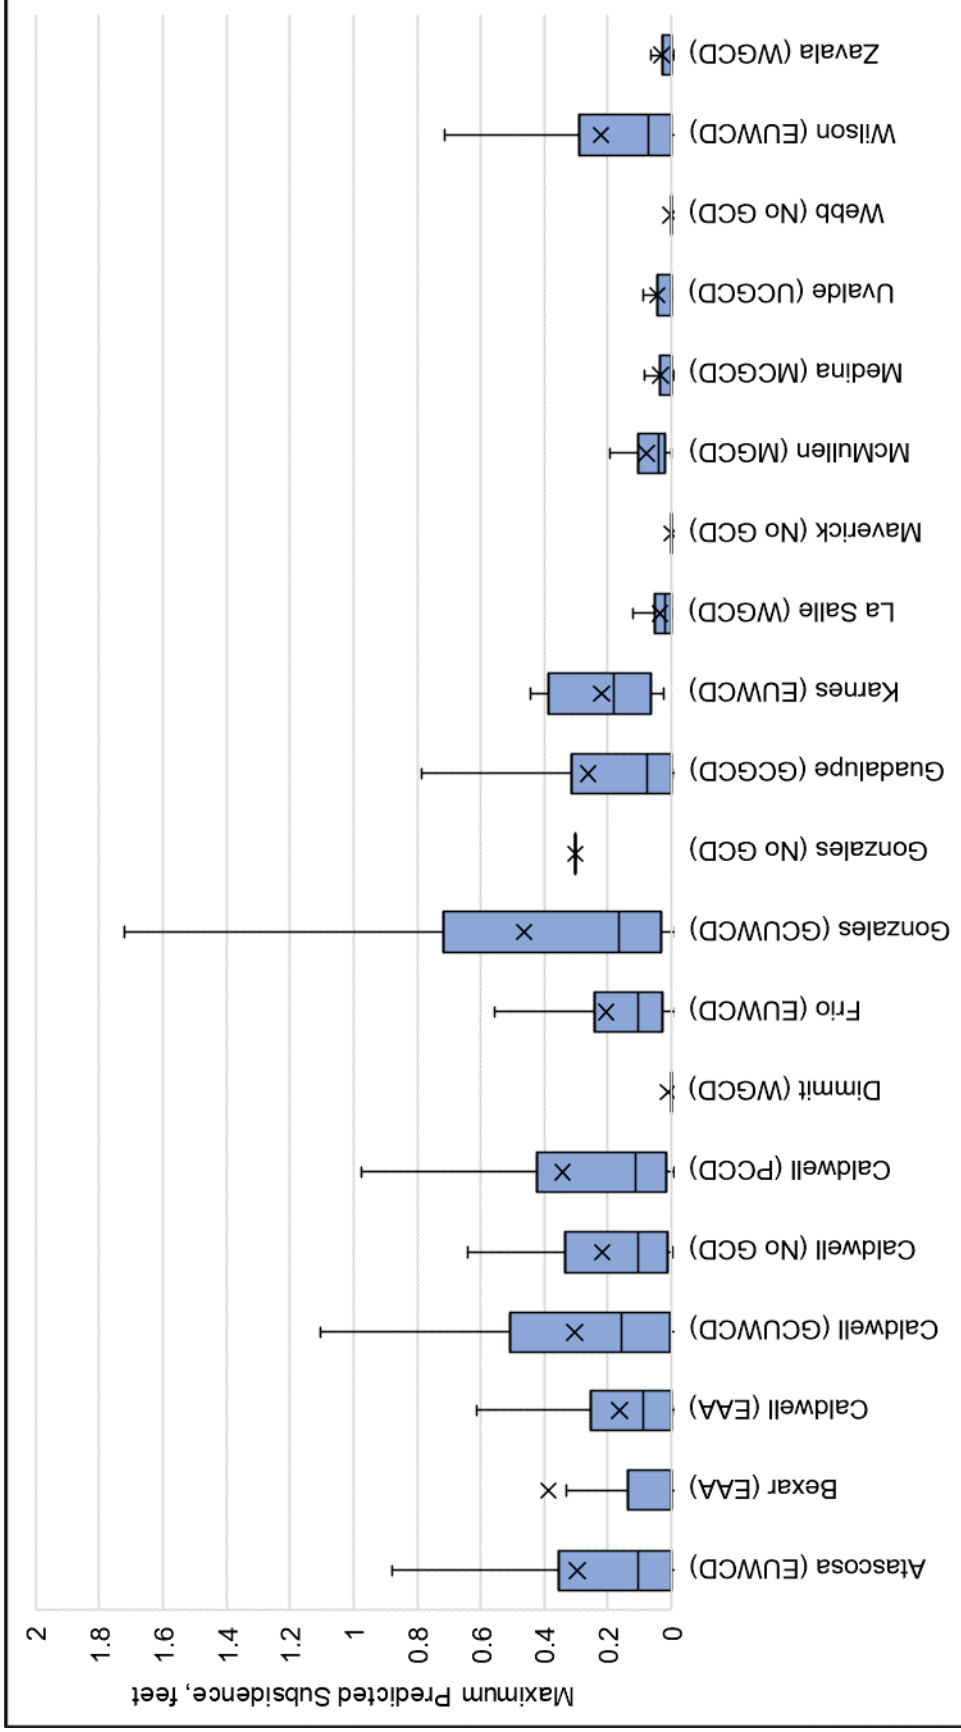 Maximum Predicted Subsidence, feet
0
0.2
0.4
0.6
0.8
1
1.2
1.4
1.6
1.8
2
Atascosa (EUWCD)
Bexar (EAA)
Caldwell (EAA)
Caldwell (GCUWCD)
Caldwell (No GCD)
Caldwell (PCCD)
Dimmit (WGCD)
Frio (EUWCD)
Gonzales (GCUWCD)
Gonzales (No GCD)
Guadalupe (GCGCD)
Karnes (EUWCD)
La Salle (WGCD)
Maverick (No GCD)
McMullen (MGCD)
Medina (MCGCD)
Uvalde (UCGCD)
Webb (No GCD)
Wilson (EUWCD)
Zavala (WGCD)